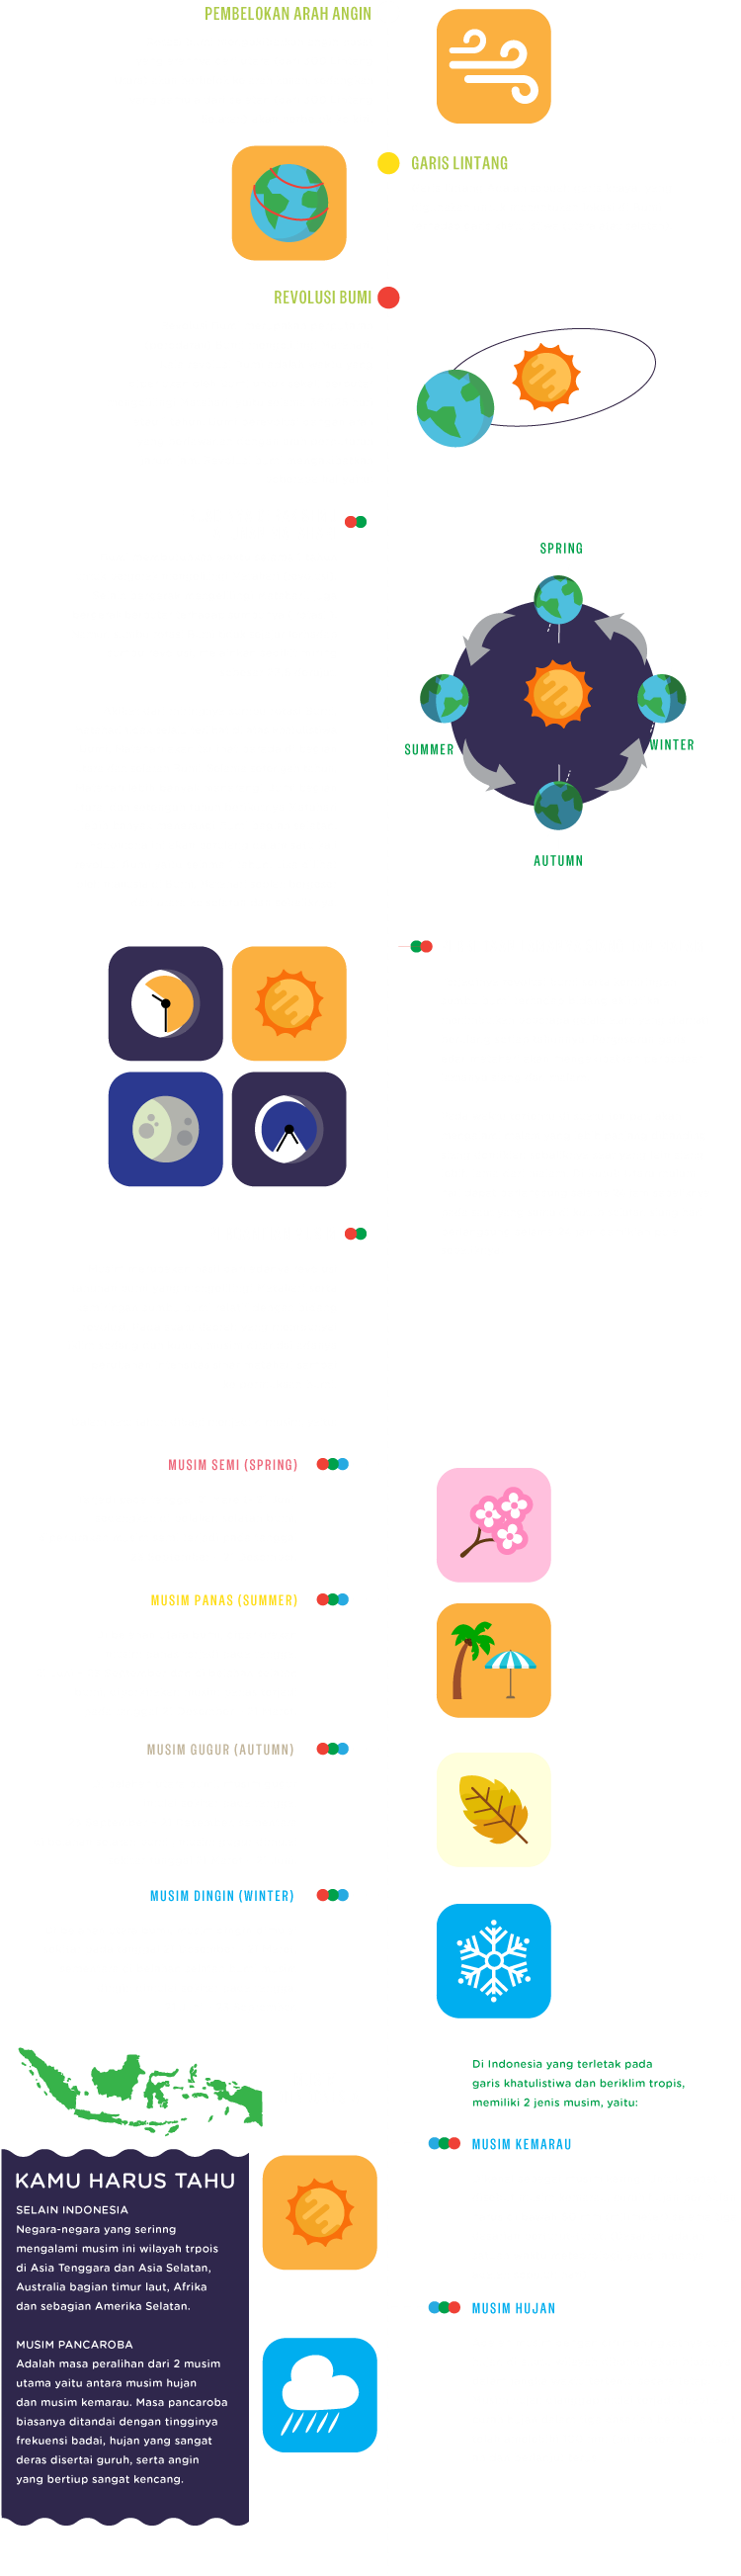 PEMBELOKAN ARAH ANGIN
GARIS LINTANG
REVOLUSI BUMI
SPRING
SUMMER
WINTER
AUTUMN
MUSIM SEMI (SPRING)
MUSIM PANAS (SUMMER)
MUSIM GUGUR (AUTUMN)
MUSIM DINGIN (WINTER)
Di Indonesia yang terletak pada
garis khatulistiwa dan beriklim tropis,
memiliki 2 jenis musim, yaitu:
MUSIM KEMARAU
MUSIM HUJAN
KAMU HARUS TAHU
SELAIN INDONESIA
Negara-negara yang serinng
mengalami musim ini wilayah trpois
di Asia Tenggara dan Asia Selatan,
Australia bagian timur laut, Afrika
dan sebagian Amerika Selatan.
MUSIM PANCAROBA
Adalah masa peralihan dari 2 musim
utama yaitu antara musim hujan
dan musim kemarau. Masa pancaroba
biasanya ditandai dengan tingginya
frekuensi badai, hujan yang sangat
deras disertai guruh, serta angin
yang bertiup sangat kencang.